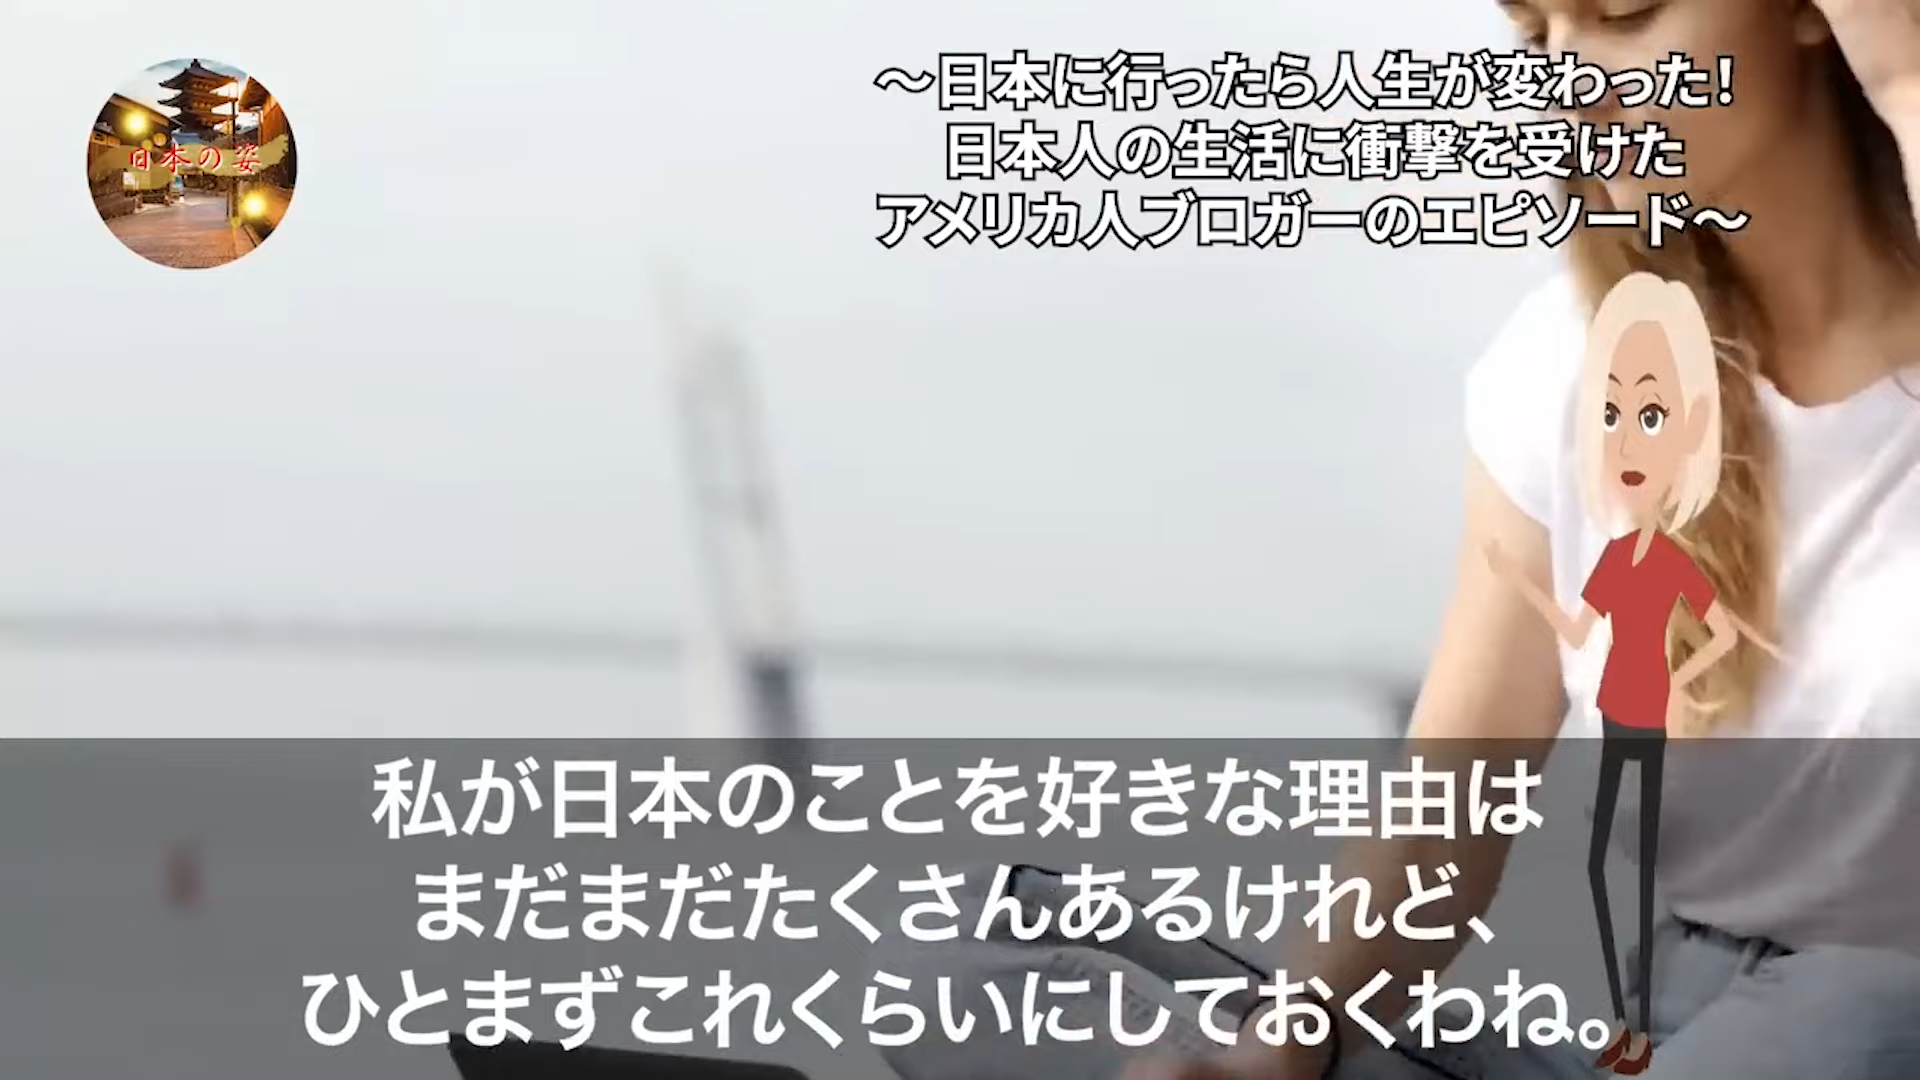 日本の姿
～日本に行ったら人生が変わった！
日本人の生活に衝撃を受けた
アメリカ人ブロガーのエピソード～
私が日本のことを好きな理由は
まだまだたくさんあるけれど、
ひとまずこれくらいにしておくわね。